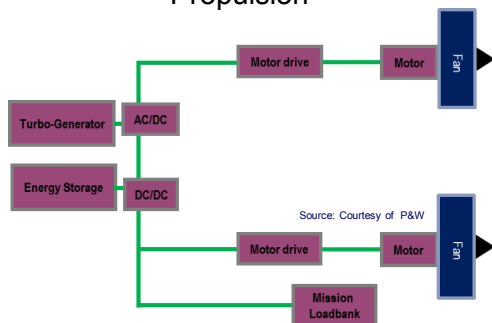 Propulsion
Motor drive
Motor
Fan
Turbo-Generator
AC/DC
Energy Storage
DC/DC
Source: Courtesy of P&W
Motor drive
Motor
Fan
Mission
Loadbank